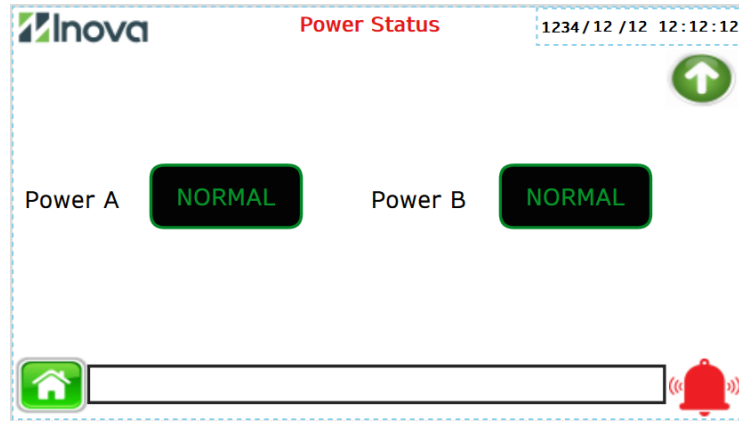 Inova
Power Status
1234/12/12 12:12:12
Power A NORMAL Power B NORMAL